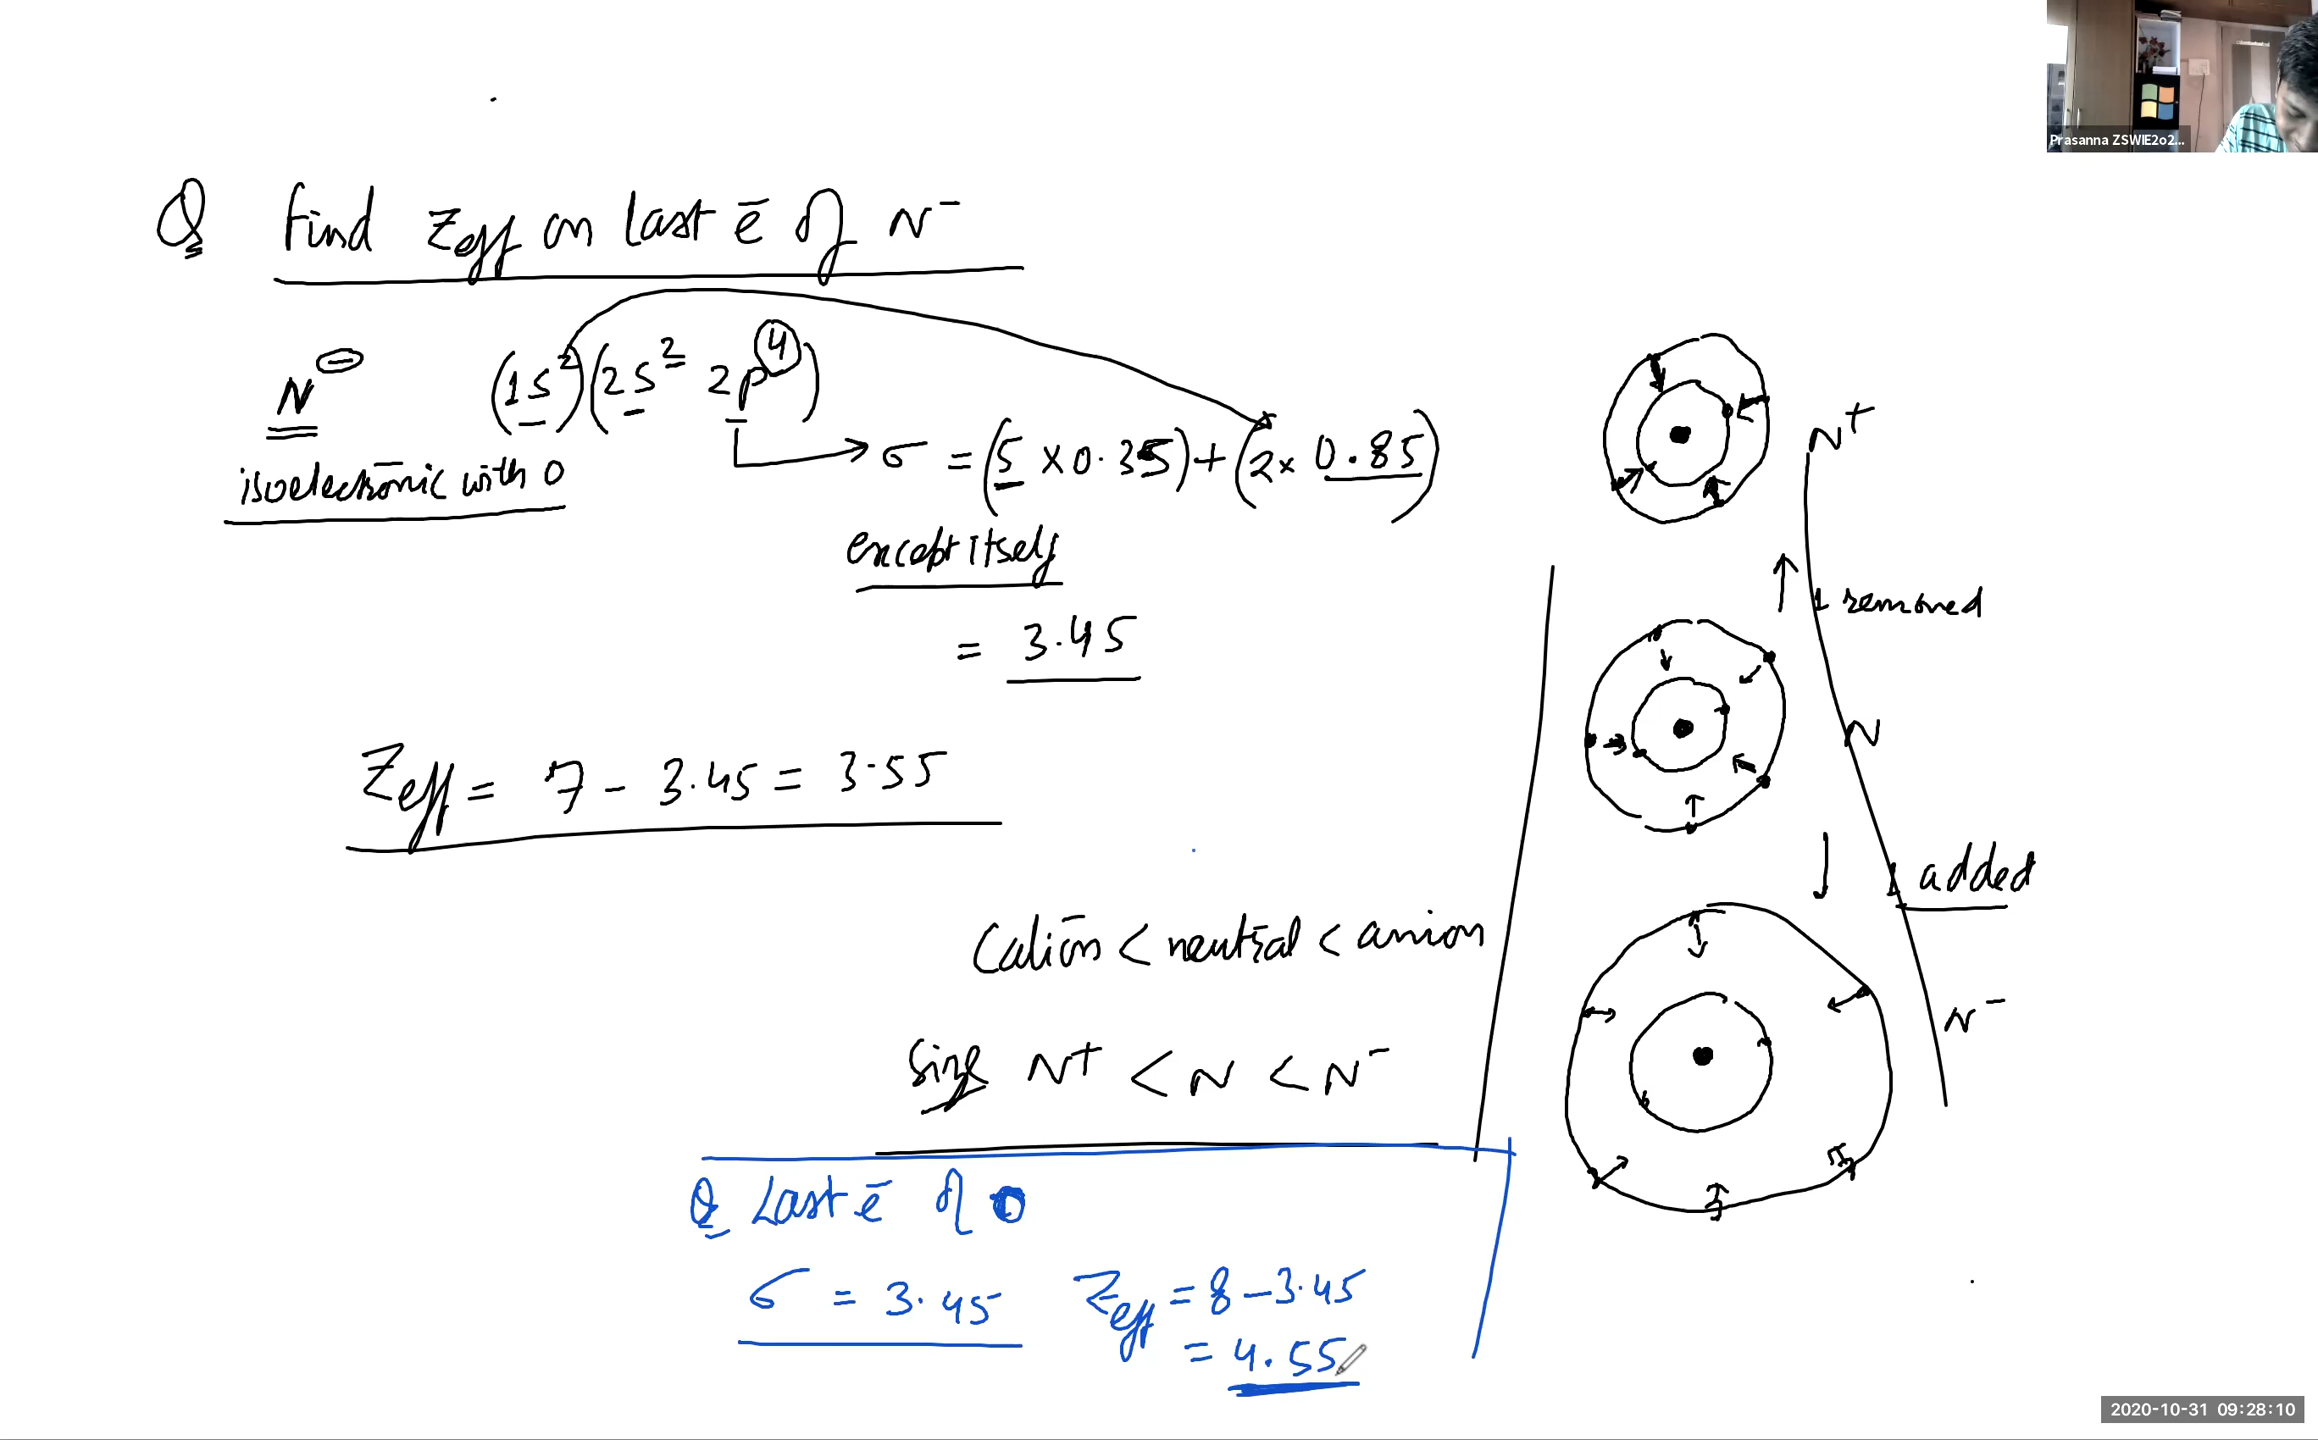 Prasanna ZSWIE2o2...
Q Find Zeff on last ē of N⁻
N⊖ (1s²)(2s² 2p⁴)
isoelectronic with O
σ = (5 × 0.35) + (2 × 0.85)
except itself
= 3.45
Zeff = 7 - 3.45 = 3.55
Cation < neutral < anion
Size N⁺ < N < N⁻
Q Last ē of O
σ = 3.45 Zeff = 8 - 3.45
= 4.55
N⁺
1 removed
N
1 added
N⁻
2020-10-31 09:28:10